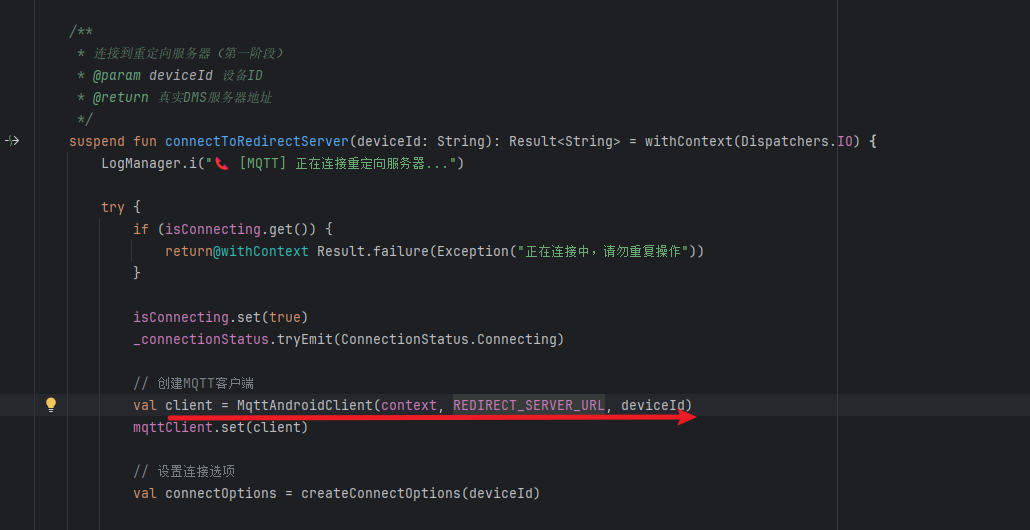 /**
 * 连接到重定向服务器（第一阶段）
 * @param deviceId 设备ID
 * @return 真实DMS服务器地址
 */
suspend fun connectToRedirectServer(deviceId: String): Result<String> = withContext(Dispatchers.IO) {
    LogManager.i("📞 [MQTT] 正在连接重定向服务器...")
    try {
        if (isConnecting.get()) {
            return@withContext Result.failure(Exception("正在连接中，请勿重复操作"))
        }
        isConnecting.set(true)
        _connectionStatus.tryEmit(ConnectionStatus.Connecting)
        // 创建MQTT客户端
        val client = MqttAndroidClient(context, REDIRECT_SERVER_URL, deviceId)
        mqttClient.set(client)
        // 设置连接选项
        val connectOptions = createConnectOptions(deviceId)